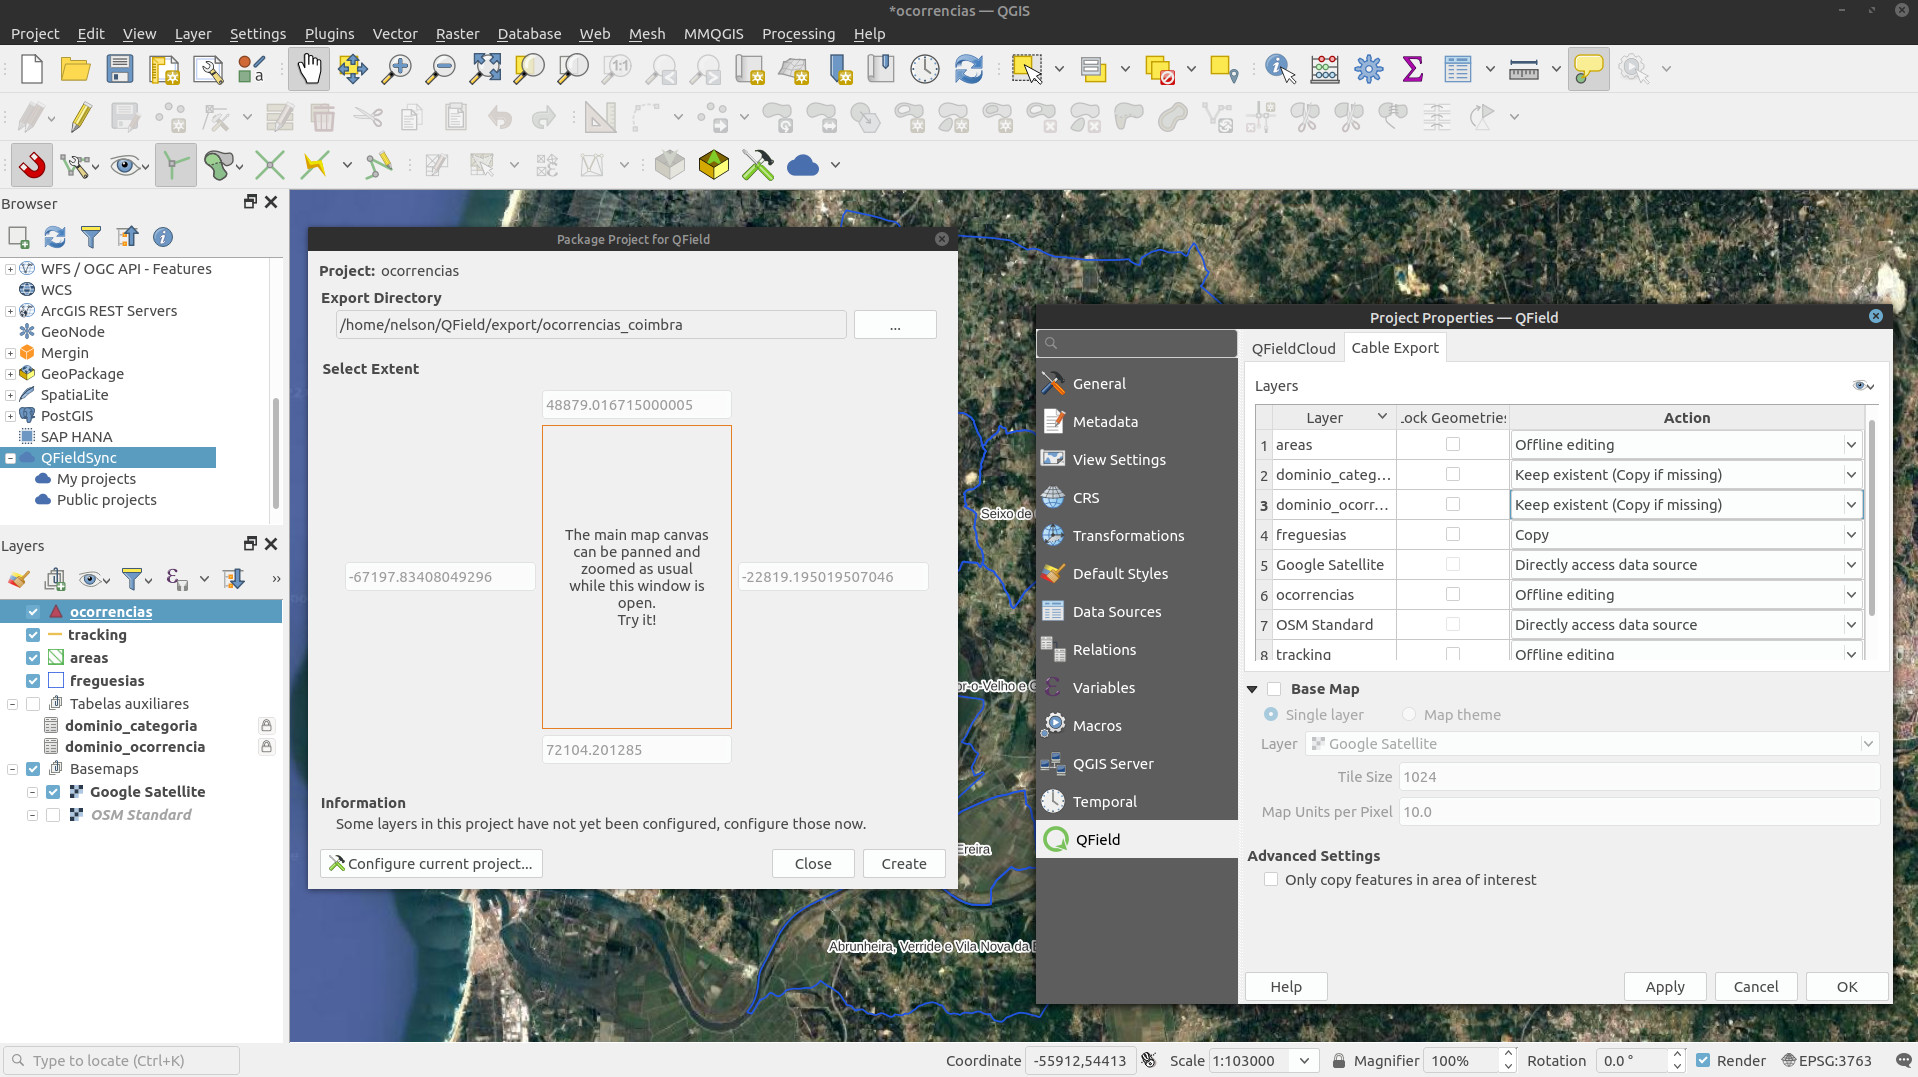 *ocorrencias — QGIS
Project Edit View Layer Settings Plugins Vector Raster Database Web Mesh MMQGIS Processing Help
Browser
WFS / OGC API - Features
WCS
ArcGIS REST Servers
GeoNode
Mergin
GeoPackage
SpatiaLite
PostGIS
SAP HANA
QFieldSync
My projects
Public projects
Layers
ocorrencias
tracking
areas
freguesias
Tabelas auxiliares
dominio_categoria
dominio_ocorrencia
Basemaps
Google Satellite
OSM Standard
Package Project for QField
Project: ocorrencias
Export Directory
/home/nelson/QField/export/ocorrencias_coimbra
...
Select Extent
48879.016715000005
The main map canvas
can be panned and
zoomed as usual
while this window is
open.
Try it!
-67197.83408049296
-22819.195019507046
72104.201285
Information
Some layers in this project have not yet been configured, configure those now.
Configure current project...
Close
Create
Seixo de
or-o-Velho e
Ereira
Abrunheira, Verride e Vila Nova da
Project Properties — QField
General
Metadata
View Settings
CRS
Transformations
Default Styles
Data Sources
Relations
Variables
Macros
QGIS Server
Temporal
QField
QFieldCloud Cable Export
Layers
Layer ock Geometrie Action
1 areas Offline editing
2 dominio_categ... Keep existent (Copy if missing)
3 dominio_ocorr... Keep existent (Copy if missing)
4 freguesias Copy
5 Google Satellite Directly access data source
6 ocorrencias Offline editing
7 OSM Standard Directly access data source
8 tracking Offline editing
Base Map
Single layer Map theme
Layer Google Satellite
Tile Size 1024
Map Units per Pixel 10.0
Advanced Settings
Only copy features in area of interest
Help Apply Cancel OK
Type to locate (Ctrl+K)
Coordinate -55912,54413 Scale 1:103000 Magnifier 100% Rotation 0.0 ° Render EPSG:3763